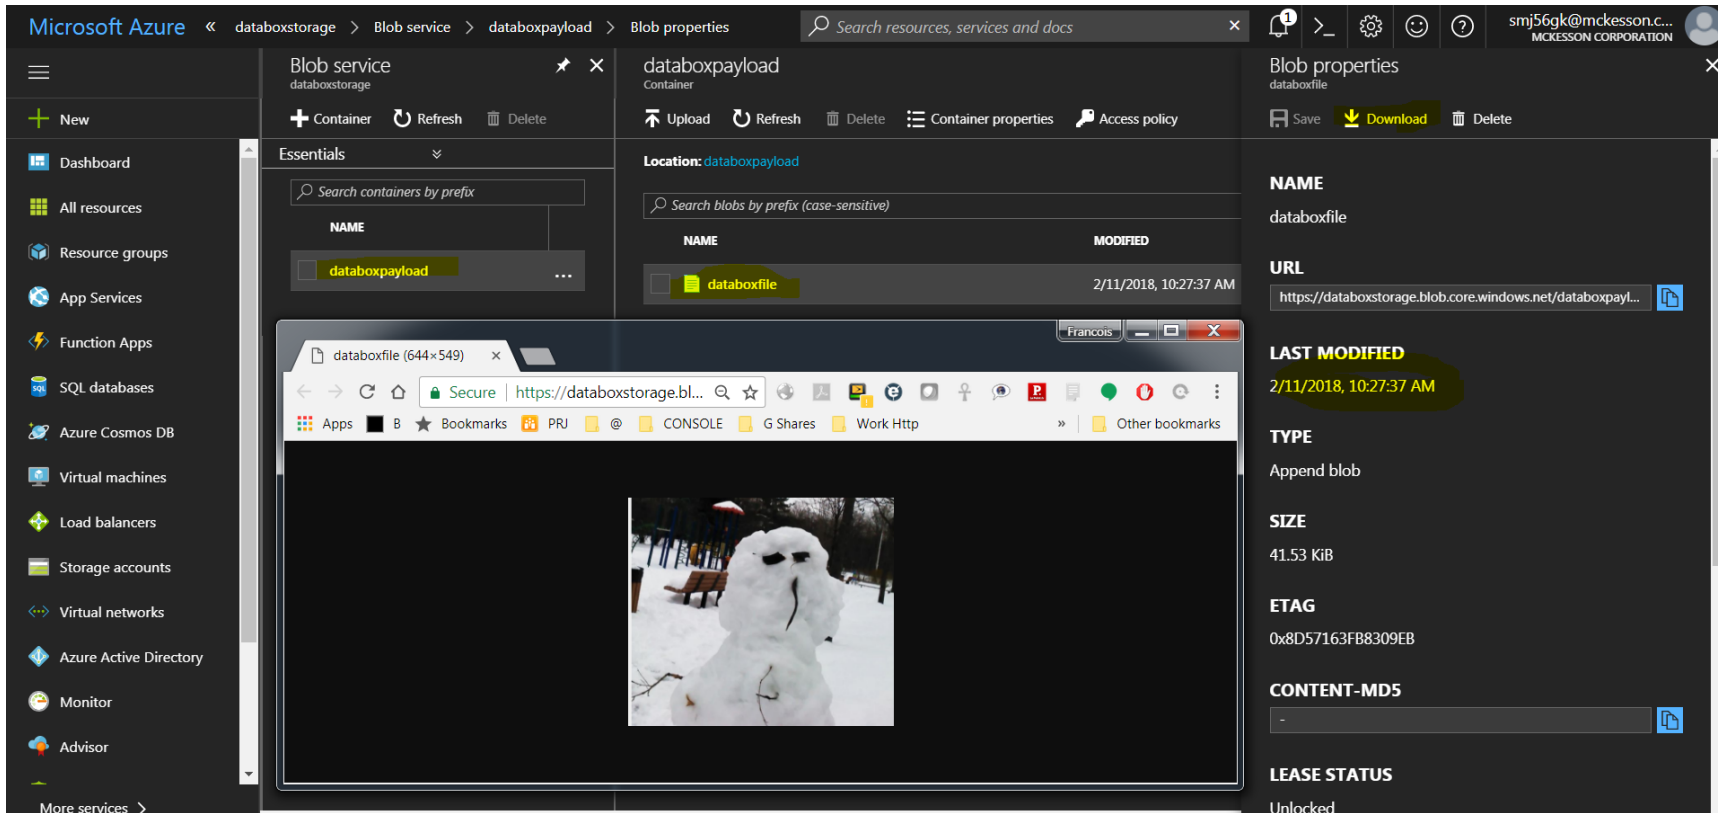 Microsoft Azure « databoxstorage > Blob service > databoxpayload > Blob properties
Search resources, services and docs ×
1
smj56gk@mckesson.c...
MCKESSON CORPORATION
New
Dashboard
All resources
Resource groups
App Services
Function Apps
SQL databases
Azure Cosmos DB
Virtual machines
Load balancers
Storage accounts
Virtual networks
Azure Active Directory
Monitor
Advisor
More services >
Blob service
databoxstorage
Container Refresh Delete
Essentials
Search containers by prefix
NAME
databoxpayload ...
databoxpayload
Container
Upload Refresh Delete Container properties Access policy
Location: databoxpayload
Search blobs by prefix (case-sensitive)
NAME MODIFIED
databoxfile 2/11/2018, 10:27:37 AM
Francois
databoxfile (644×549) ×
Secure | https://databoxstorage.bl...
Apps B Bookmarks PRJ @ CONSOLE G Shares Work Http » Other bookmarks
Blob properties
databoxfile
Save Download Delete
NAME
databoxfile
URL
https://databoxstorage.blob.core.windows.net/databoxpayl...
LAST MODIFIED
2/11/2018, 10:27:37 AM
TYPE
Append blob
SIZE
41.53 KiB
ETAG
0x8D57163FB8309EB
CONTENT-MD5
-
LEASE STATUS
Unlocked